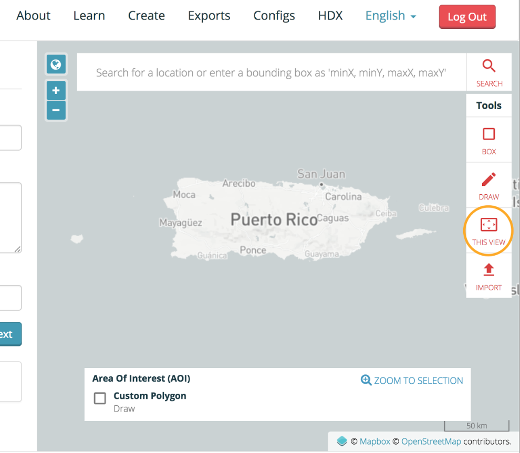 About Learn Create Exports Configs HDX English Log Out
Search for a location or enter a bounding box as 'minX, minY, maxX, maxY'
SEARCH
Tools
BOX
DRAW
THIS VIEW
IMPORT
+
−
San Juan
Arecibo
Moca
Carolina
Mayagüez
Puerto Rico
Caguas
Ceiba
Culebra
Guánica
Ponce
Guayama
ext
Area Of Interest (AOI)
ZOOM TO SELECTION
Custom Polygon
Draw
50 km
© Mapbox © OpenStreetMap contributors.